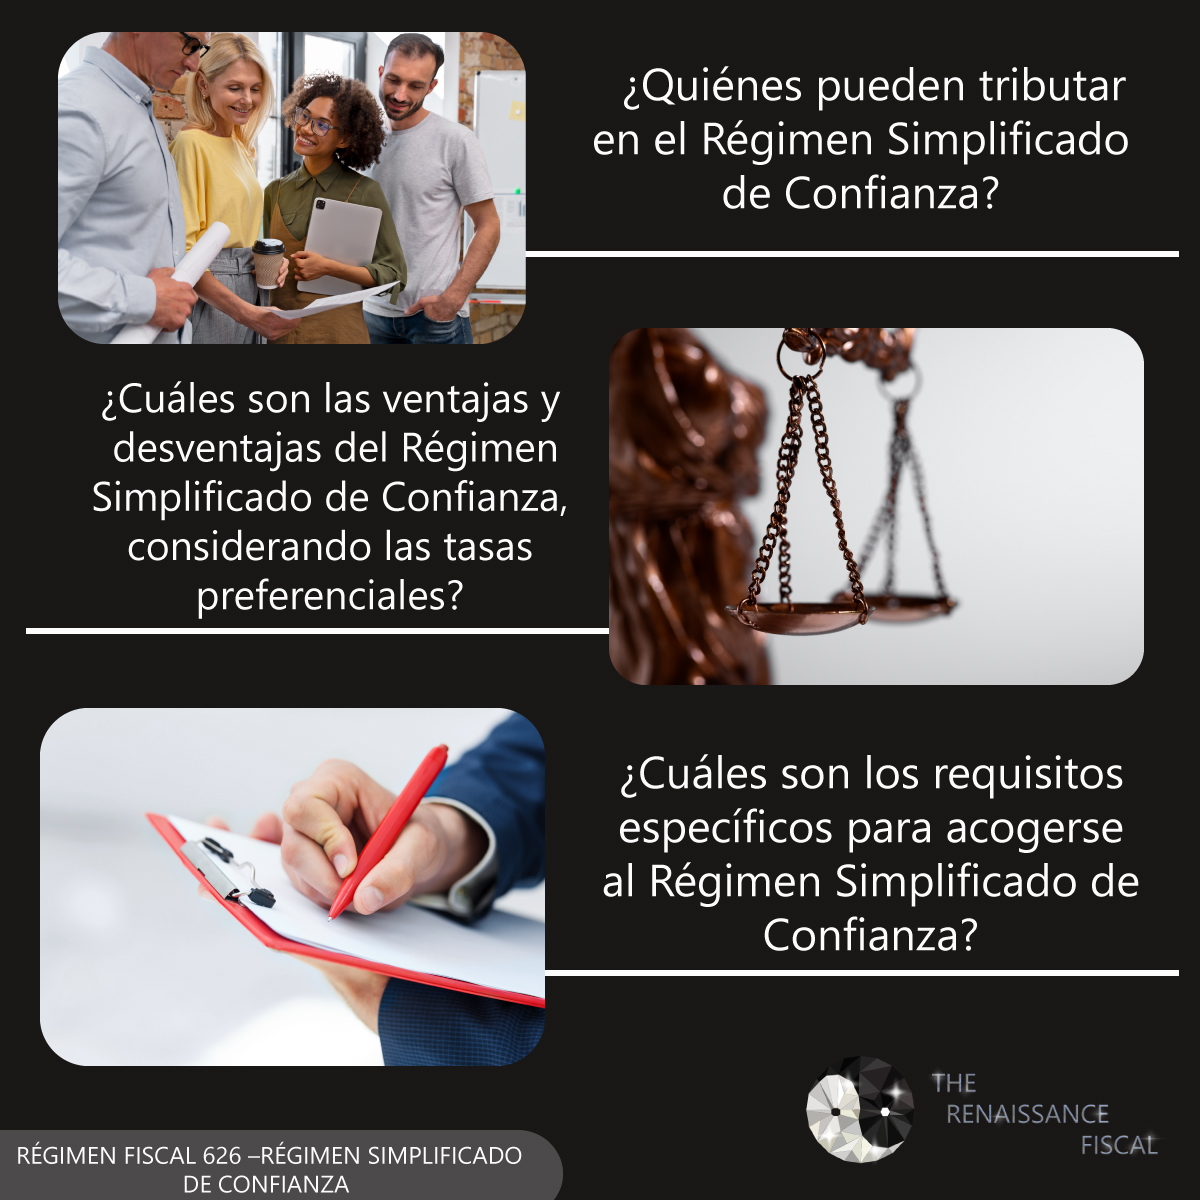 ¿Quiénes pueden tributar
en el Régimen Simplificado
de Confianza?
¿Cuáles son las ventajas y
desventajas del Régimen
Simplificado de Confianza,
considerando las tasas
preferenciales?
¿Cuáles son los requisitos
específicos para acogerse
al Régimen Simplificado de
Confianza?
THE
RENAISSANCE
FISCAL
RÉGIMEN FISCAL 626 –RÉGIMEN SIMPLIFICADO
DE CONFIANZA